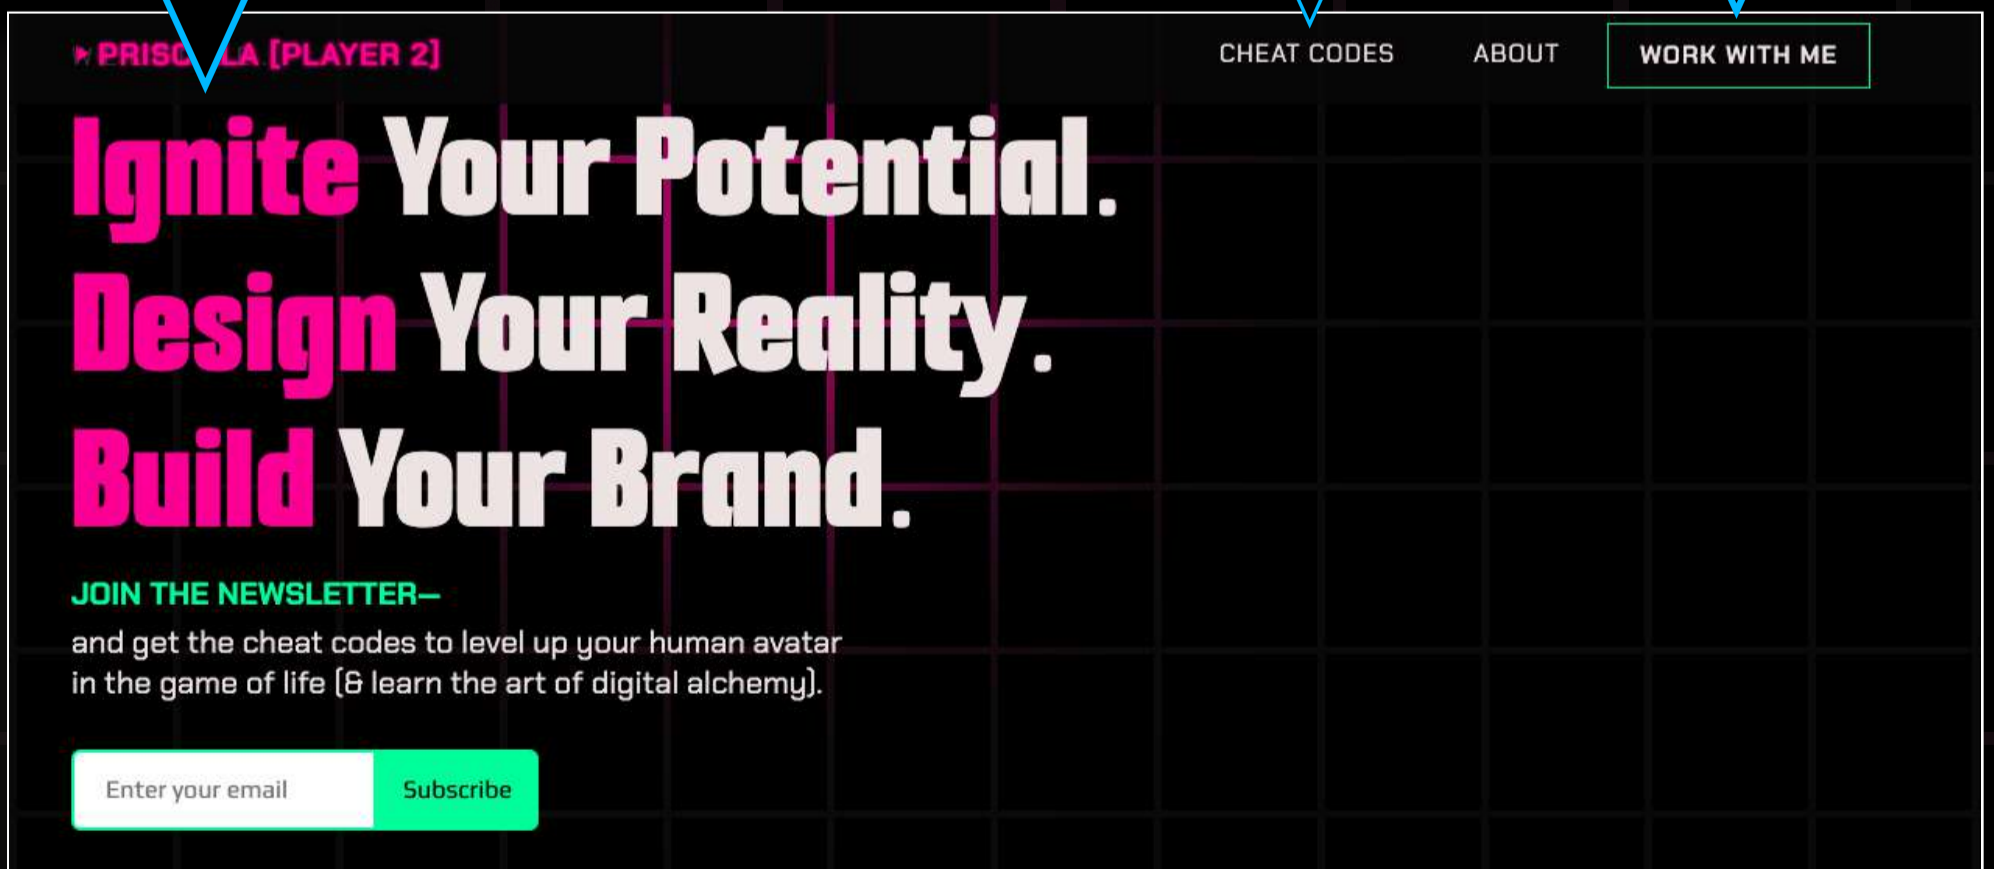 [PLAYER 2]
CHEAT CODES
ABOUT
WORK WITH ME
Ignite Your Potential.
Design Your Reality.
Build Your Brand.
JOIN THE NEWSLETTER—
and get the cheat codes to level up your human avatar
in the game of life (& learn the art of digital alchemy).
Enter your email
Subscribe